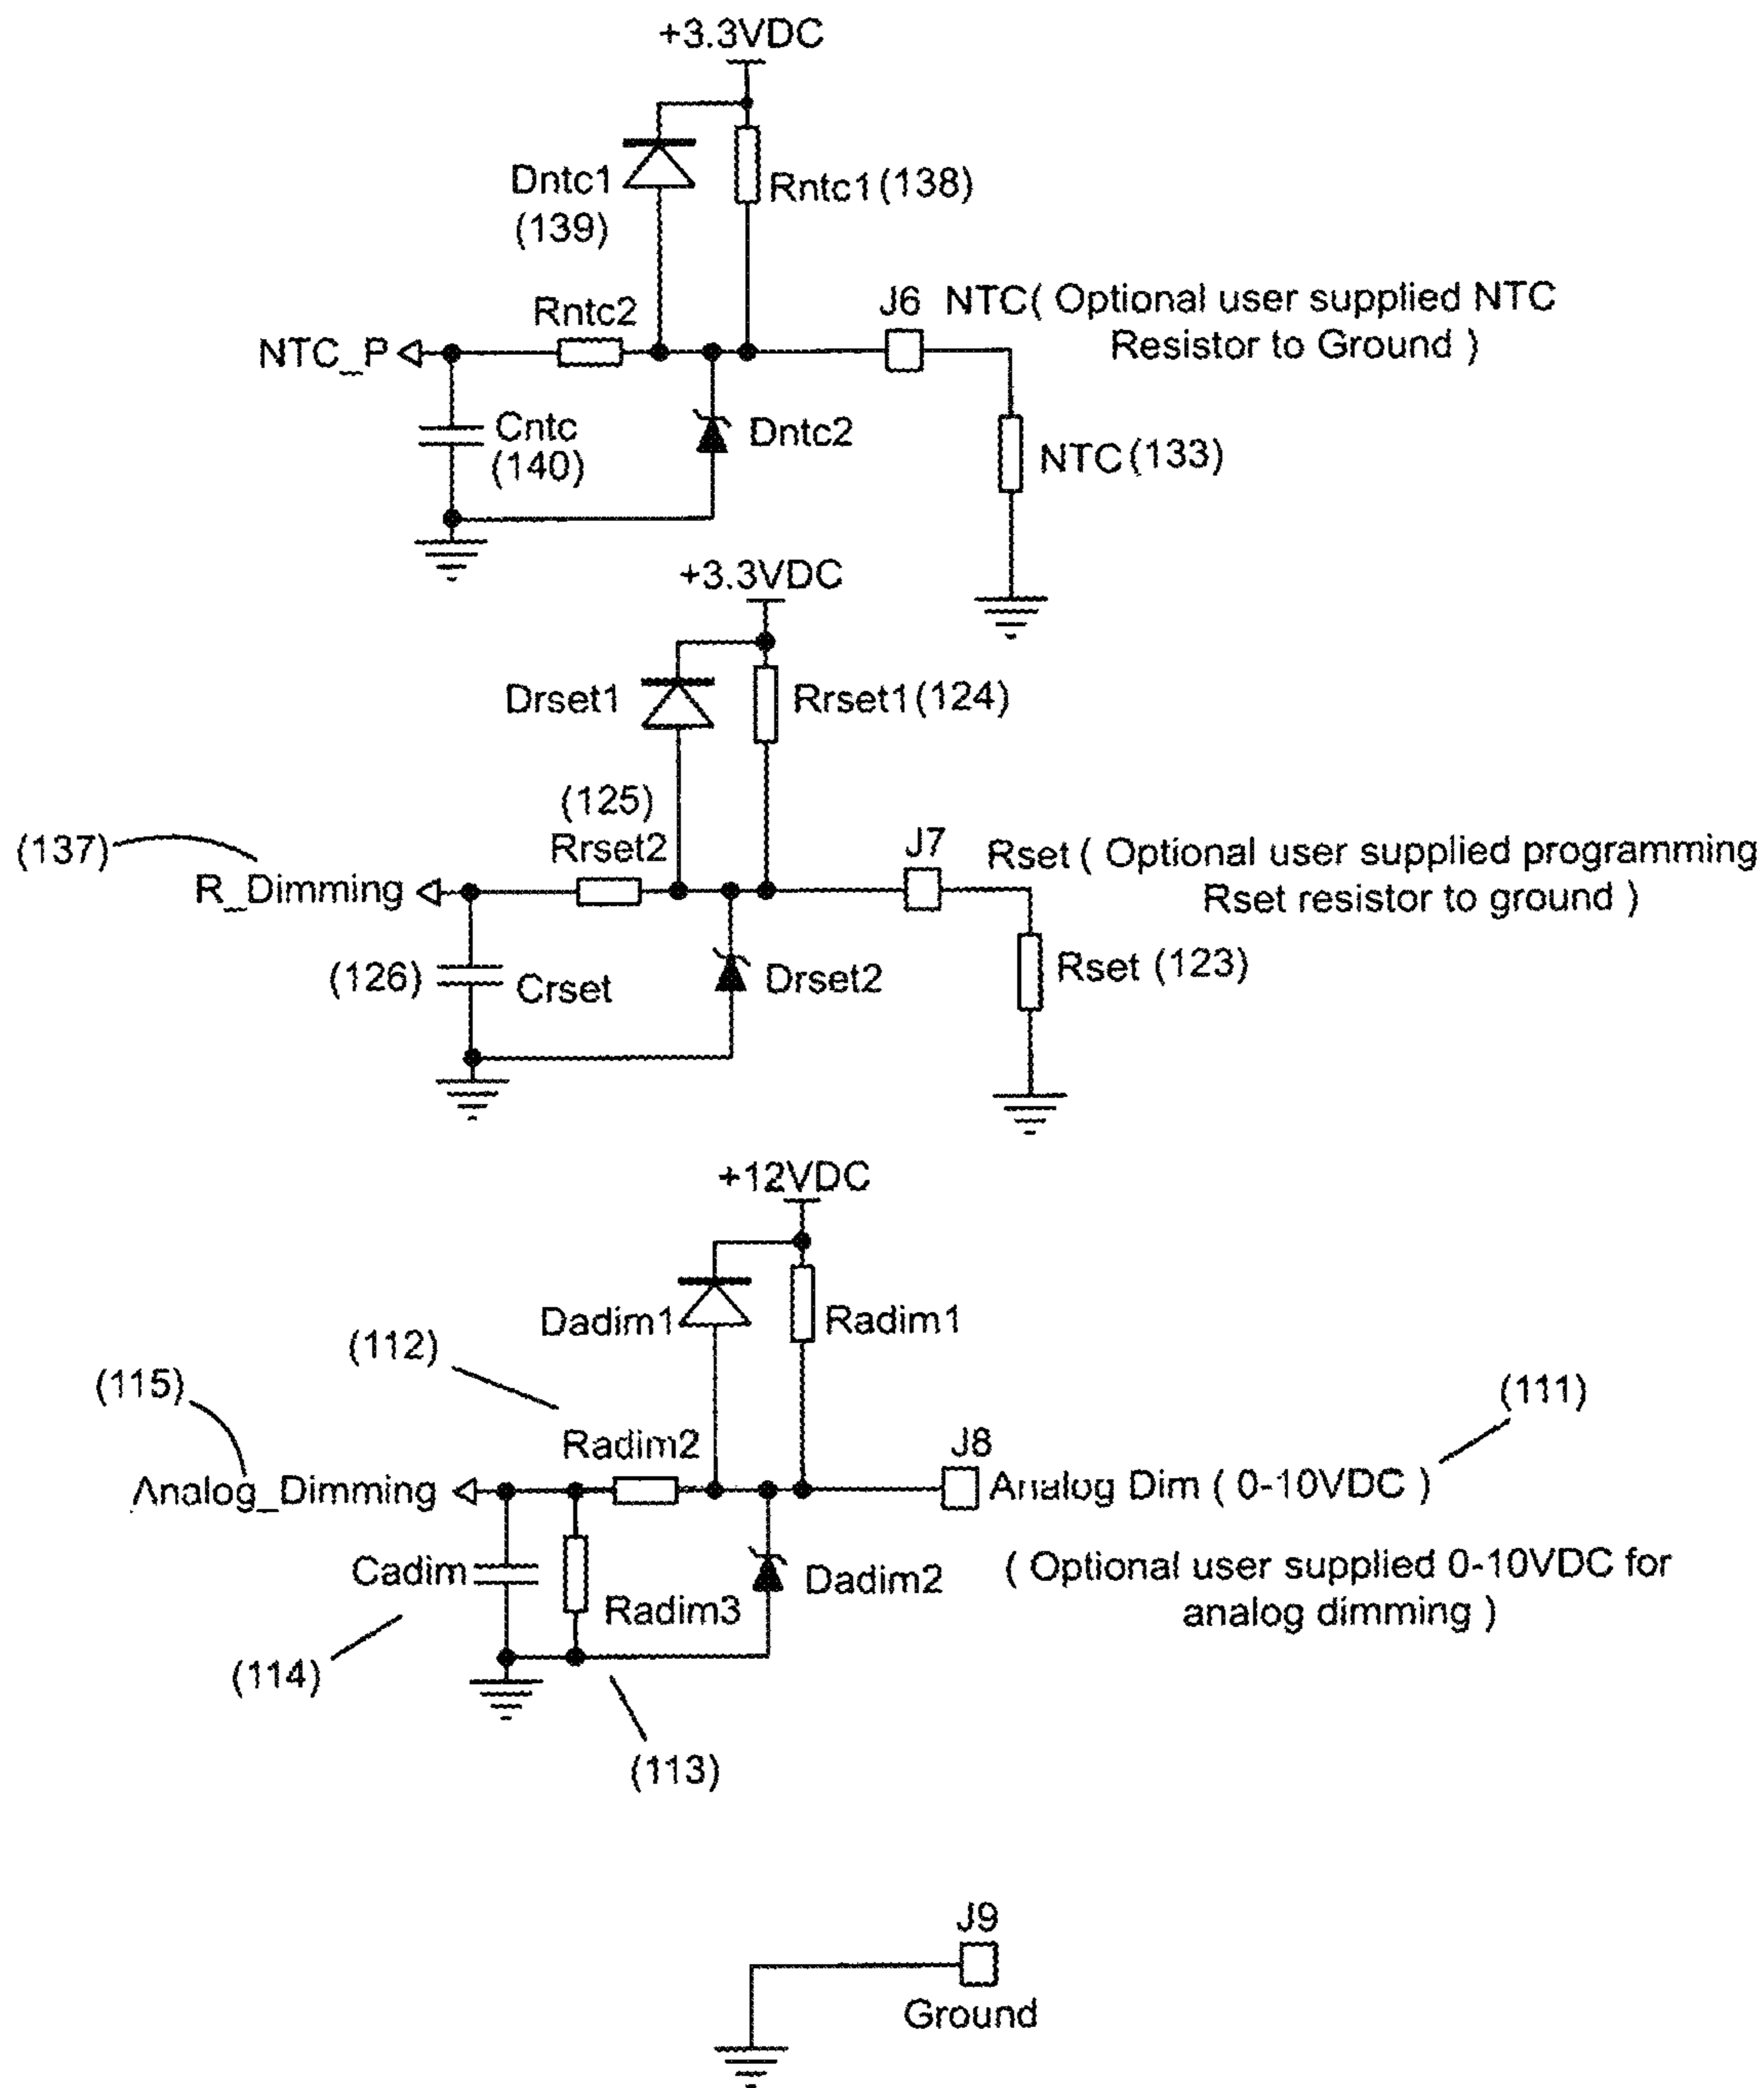 +3.3VDC
Dntc1
(139)
Rntc1 (138)
Rntc2
J6
NTC( Optional user supplied NTC
Resistor to Ground )
NTC_P
Cntc
(140)
Dntc2
NTC (133)
+3.3VDC
Drset1
Rrset1 (124)
(125)
Rrset2
(137)
R_Dimming
J7
Rset ( Optional user supplied programming
Rset resistor to ground )
(126)
Crset
Drset2
Rset (123)
+12VDC
Dadim1
Radim1
(112)
(115)
(111)
Radim2
J8
Analog_Dimming
Analog Dim ( 0-10VDC )
Cadim
Radim3
Dadim2
( Optional user supplied 0-10VDC for
analog dimming )
(114)
(113)
J9
Ground